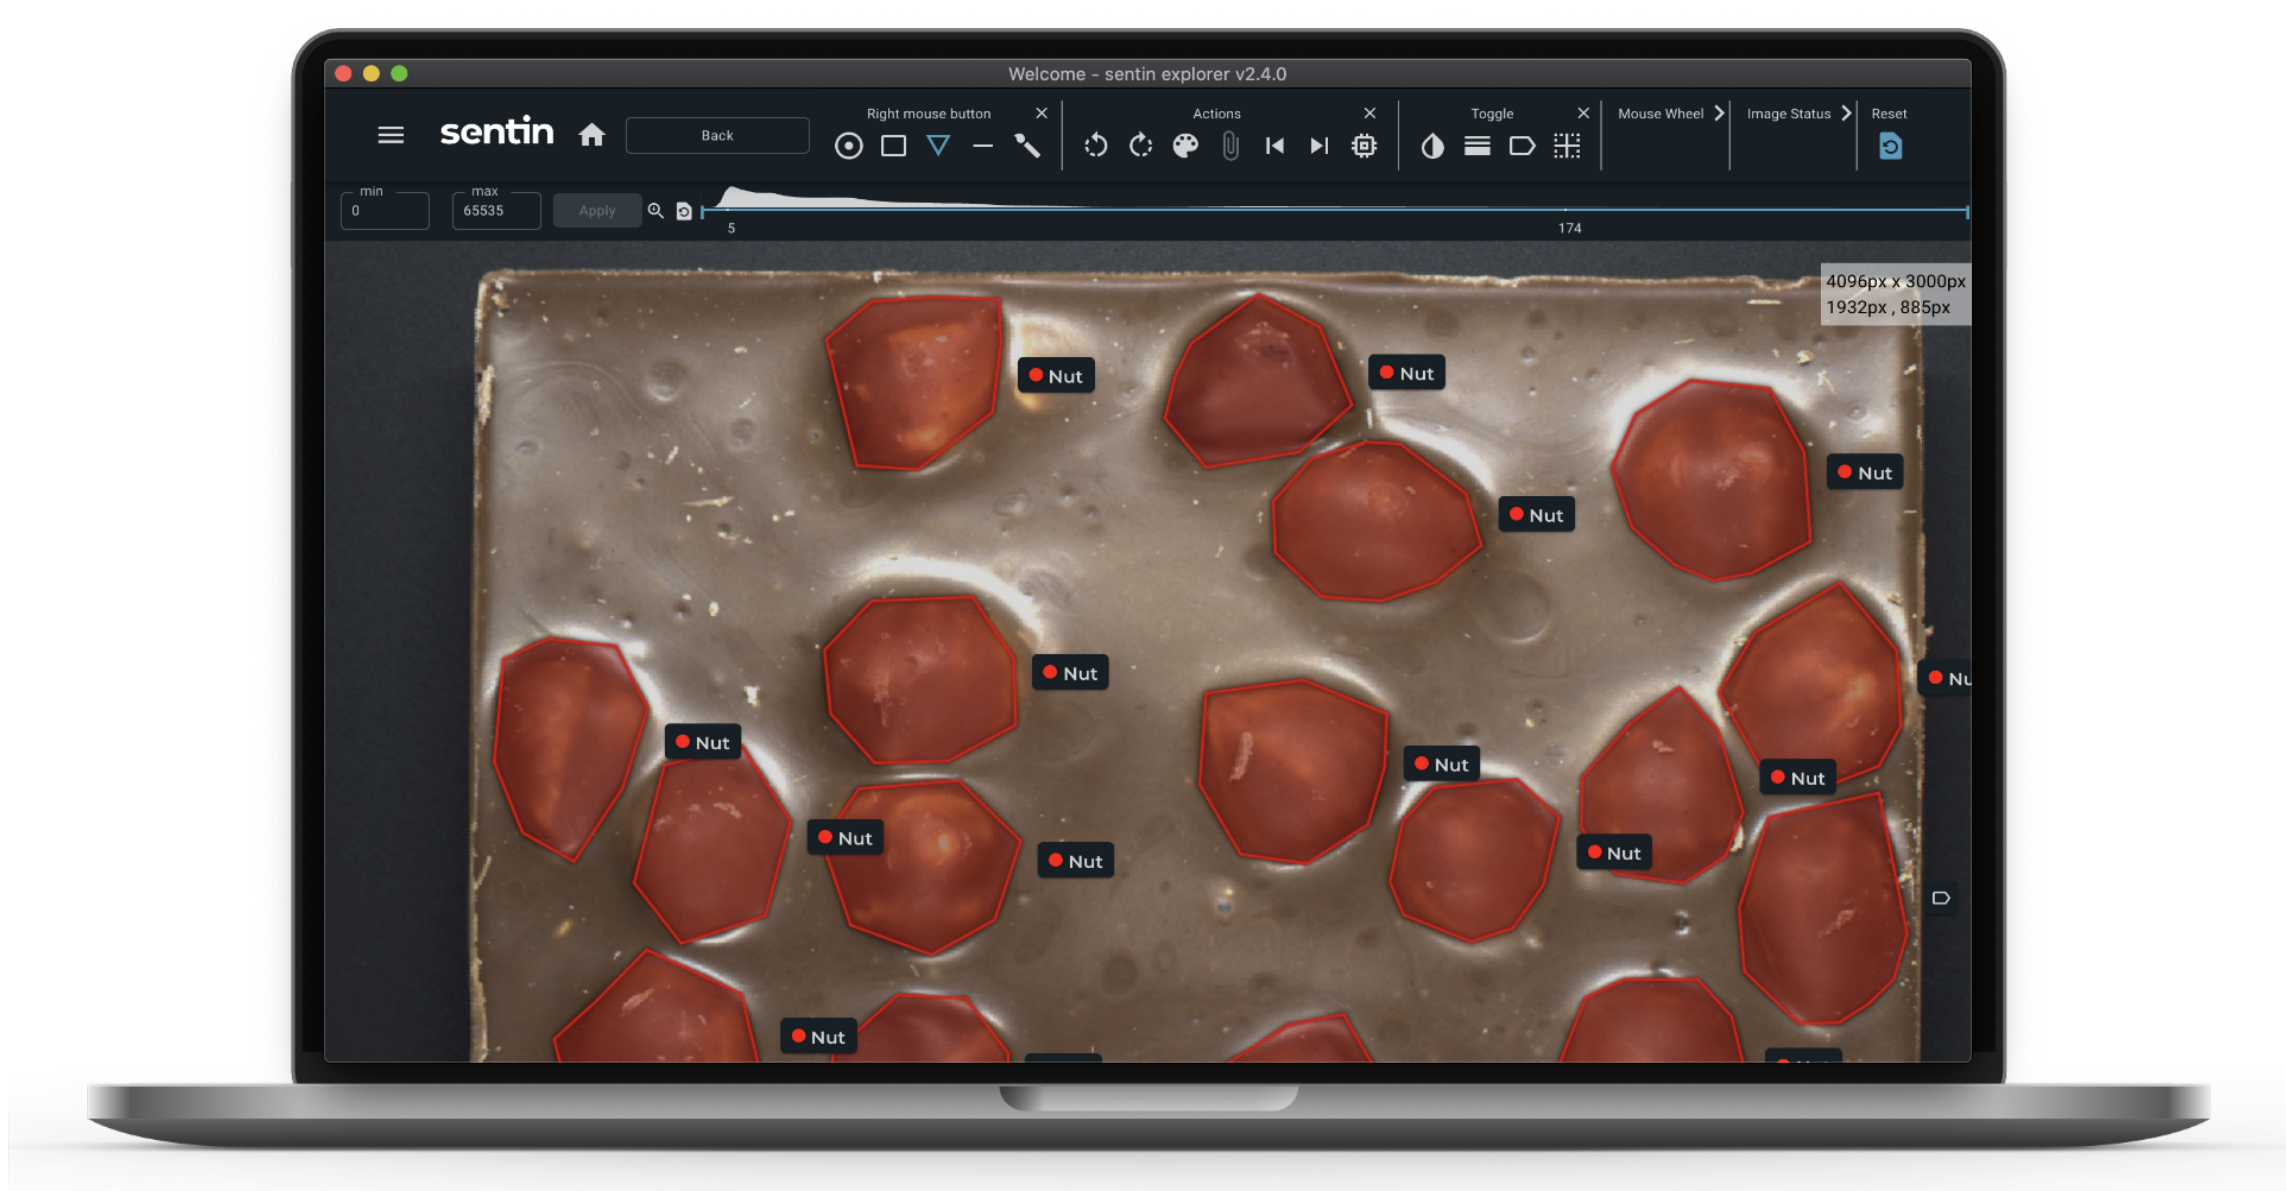 Welcome - sentin explorer v2.4.0
sentin
Back
Right mouse button
Actions
Toggle
Mouse Wheel
Image Status
Reset
min
0
max
65535
Apply
5
174
4096px x 3000px
1932px , 885px
Nut
Nut
Nut
Nut
Nut
Nut
Nut
Nut
Nut
Nut
Nut
Nut
Nut